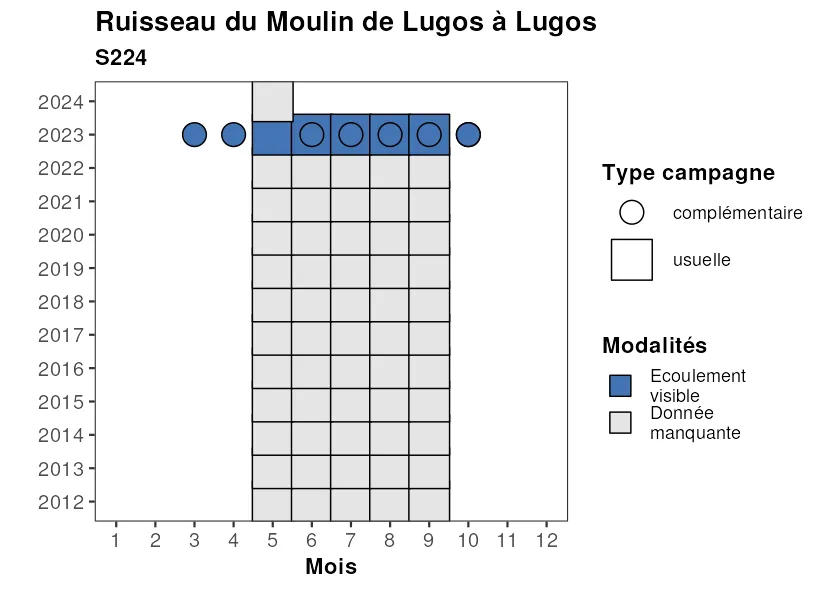 Ruisseau du Moulin de Lugos à Lugos
S224
2024
2023
2022
2021
2020
2019
2018
2017
2016
2015
2014
2013
2012
1 2 3 4 5 6 7 8 9 10 11 12
Mois
Type campagne
complémentaire
usuelle
Modalités
Ecoulement
visible
Donnée
manquante